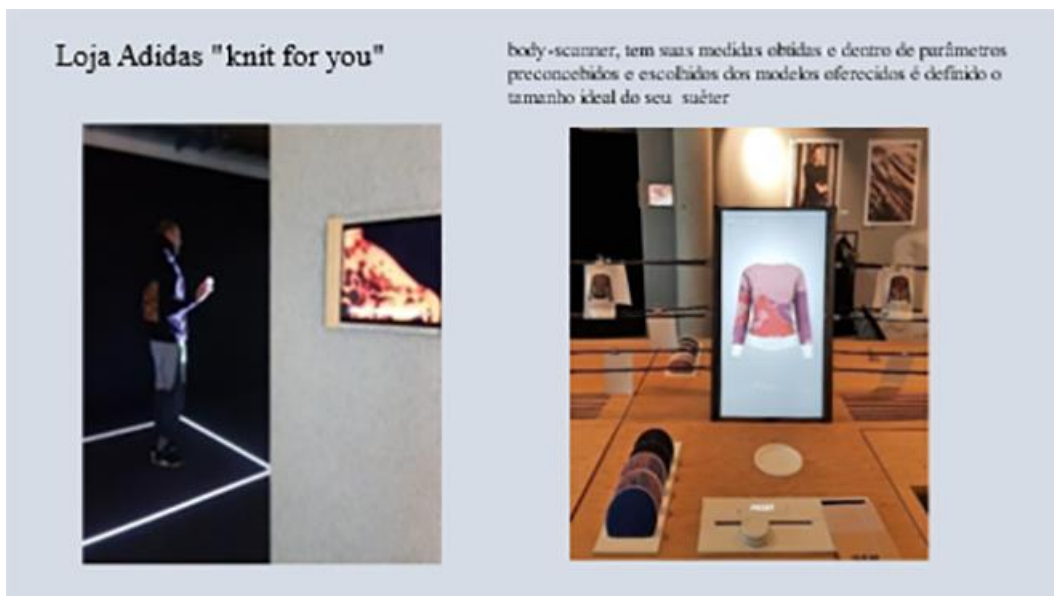 Loja Adidas "knit for you"
body-scanner, tem suas medidas obtidas e dentro de parâmetros
preconcebidos e escolhidos dos modelos oferecidos é definido o
tamanho ideal do seu suéter